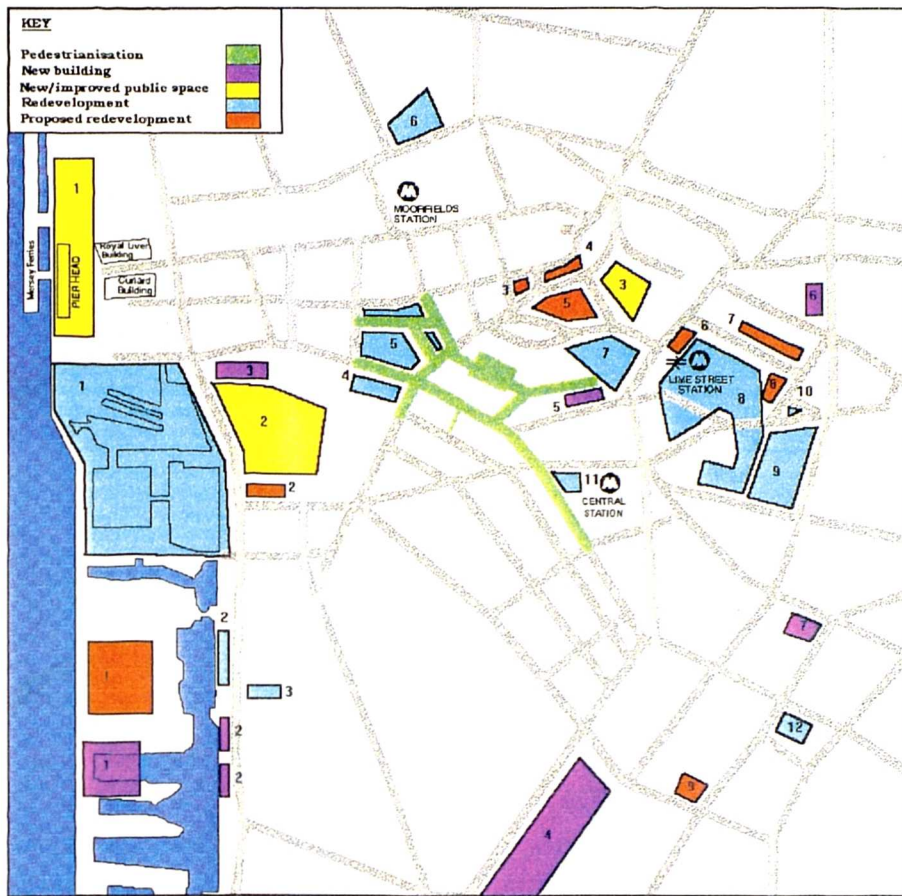 KEY
Pedestrianisation
New building
New/improved public space
Redevelopment
Proposed redevelopment
6
1
MOORFIELDS
STATION
Royal Liver
Building
Mersey Ferries
PIER HEAD
Cunard
Building
4
3
3
5
6
7
6
5
7
LIME STREET
STATION
8
8
10
1
3
4
5
2
9
2
11
CENTRAL
STATION
2
7
1
3
12
2
1
2
9
4